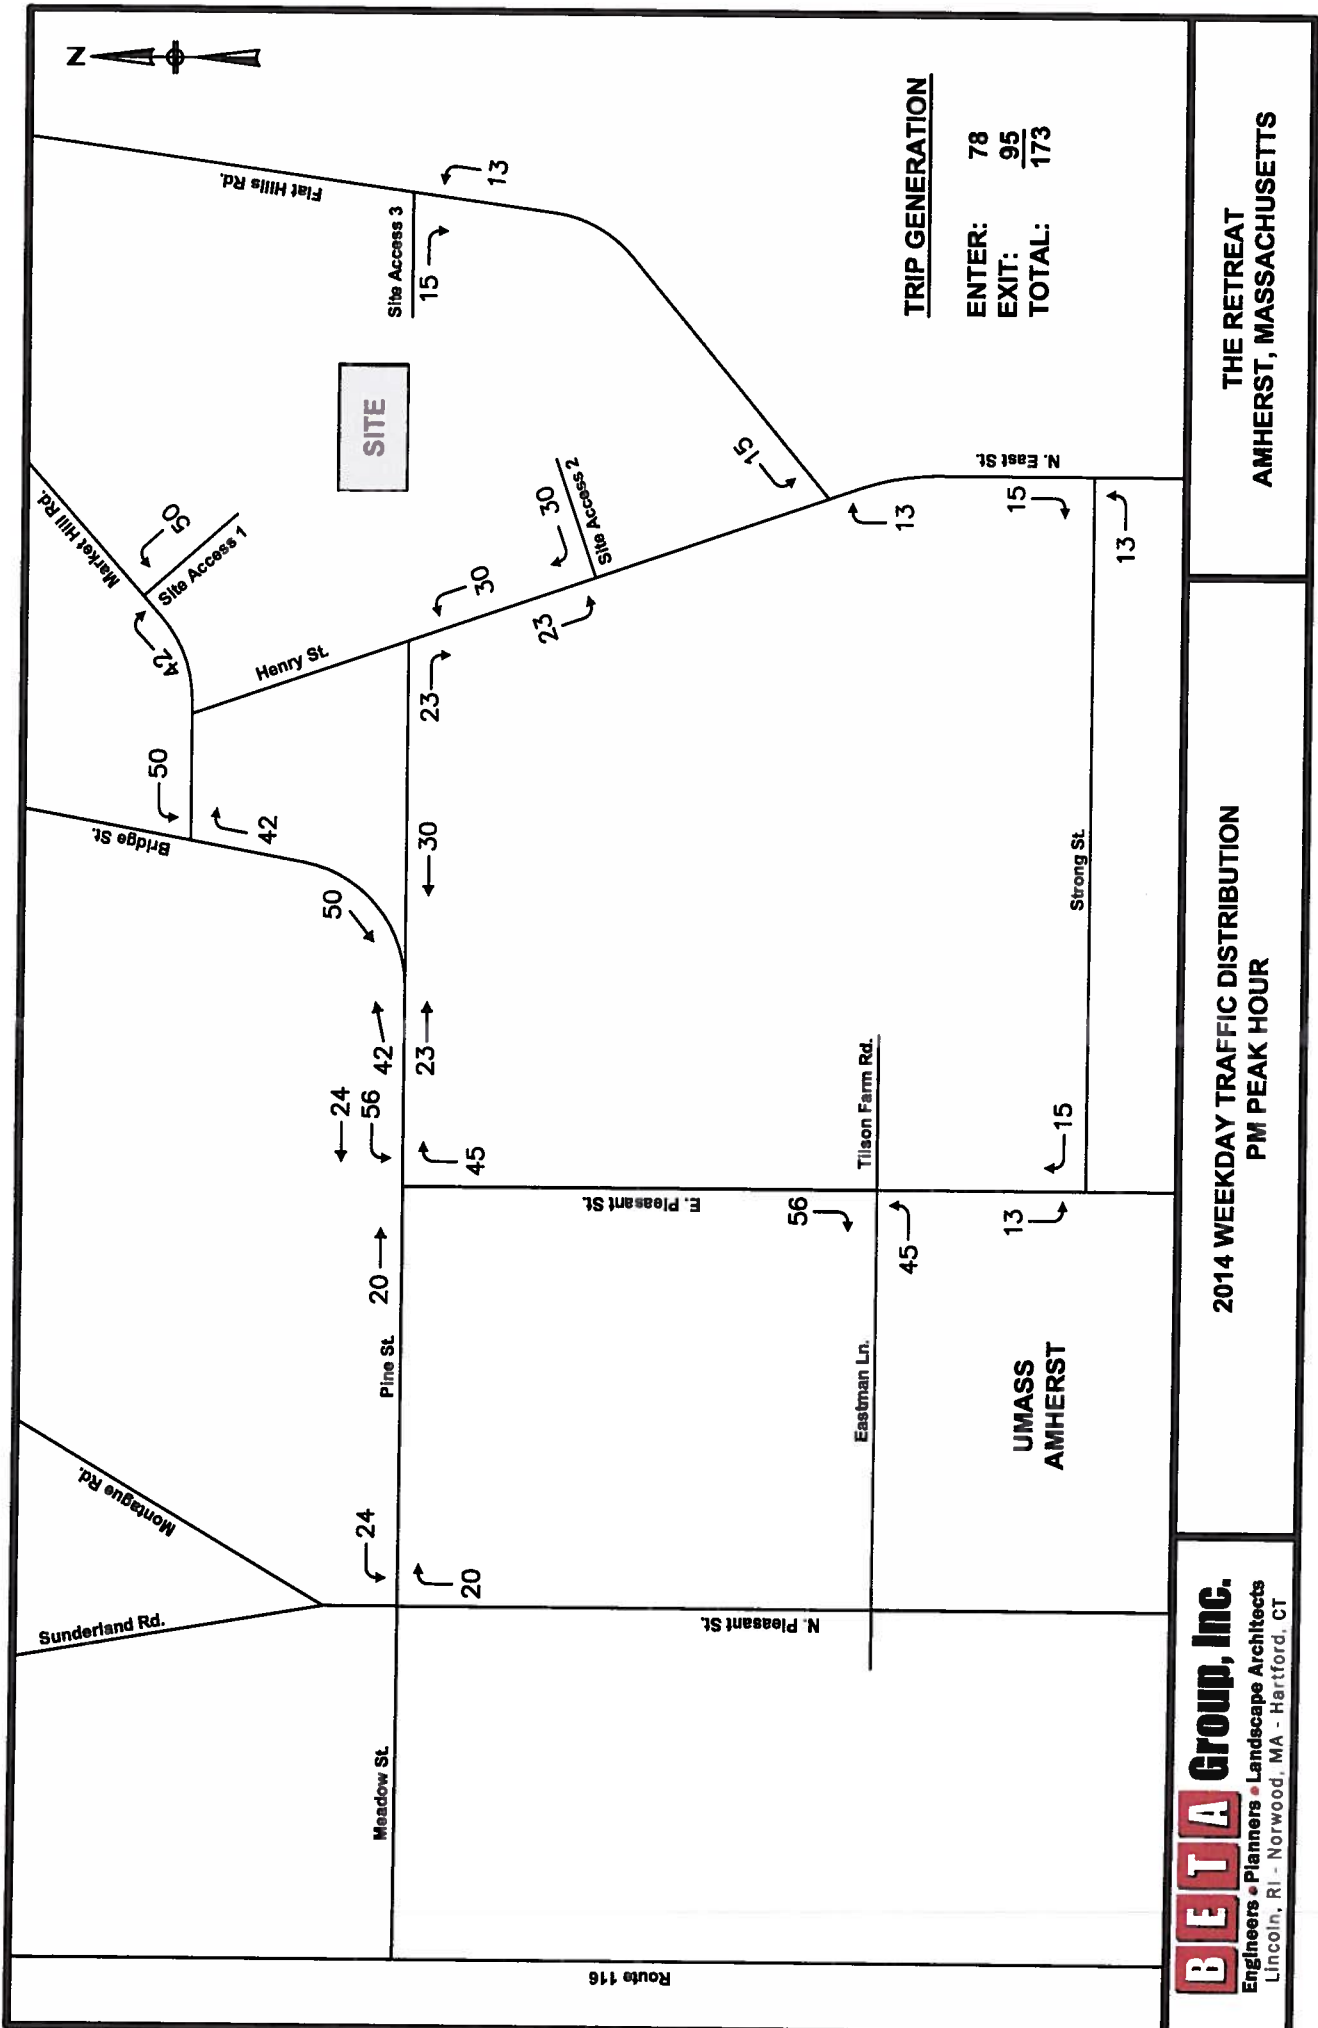 Z
Sunderland Rd.
Montague Rd.
Bridge St.
Market Hill Rd.
Flat Hills Rd.
50
42
50
Site Access 1
42
Henry St.
50
SITE
Site Access 3
15
13
24
56
42
23
30
23
30
20
24
20
45
Meadow St.
Pine St.
23
30
Site Access 2
Route 116
N. Pleasant St.
E. Pleasant St.
56
45
Eastman Ln.
Tilson Farm Rd.
15
13
13
15
UMASS
AMHERST
Strong St.
15
13
N. East St.
TRIP GENERATION
ENTER: 78
EXIT: 95
TOTAL: 173
BETA Group, Inc.
Engineers • Planners • Landscape Architects
Lincoln, RI - Norwood, MA - Hartford, CT
2014 WEEKDAY TRAFFIC DISTRIBUTION
PM PEAK HOUR
THE RETREAT
AMHERST, MASSACHUSETTS